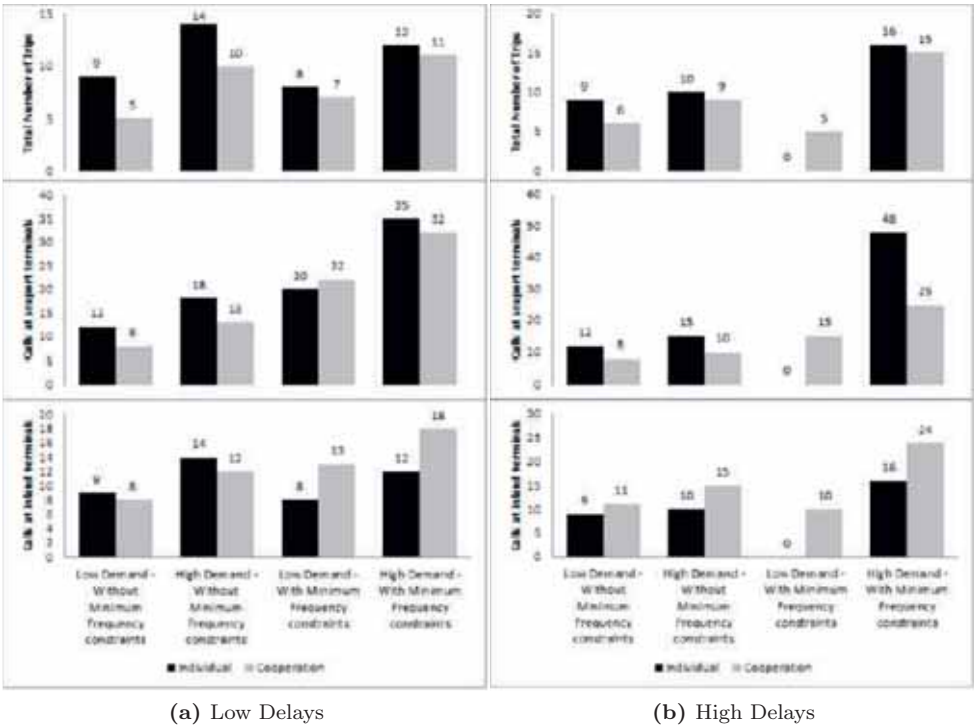 Total Number of Trips
15
10
5
0
9
5
14
10
8
7
12
11
Calls at seaport terminals
40
35
30
25
20
15
10
5
0
12
8
18
13
20
22
35
32
Calls at inland terminals
20
18
16
14
12
10
8
6
4
2
0
9
8
14
12
8
13
12
18
Low Demand -
Without
Minimum
Frequency
constraints
High Demand -
Without
Minimum
Frequency
constraints
Low Demand -
With Minimum
Frequency
constraints
High Demand
-With Minimum
Frequency
constraints
Individual
Cooperation
(a) Low Delays
Total Number of Trips
20
15
10
5
0
9
6
10
9
0
5
16
15
Calls at seaport terminals
60
50
40
30
20
10
0
12
8
15
10
0
15
48
25
Calls at inland terminals
30
25
20
15
10
5
0
9
11
10
15
0
10
16
24
Low Demand -
Without
Minimum
Frequency
constraints
High Demand -
Without
Minimum
Frequency
constraints
Low Demand -
With Minimum
Frequency
constraints
High Demand
-With Minimum
Frequency
constraints
Individual
Cooperation
(b) High Delays